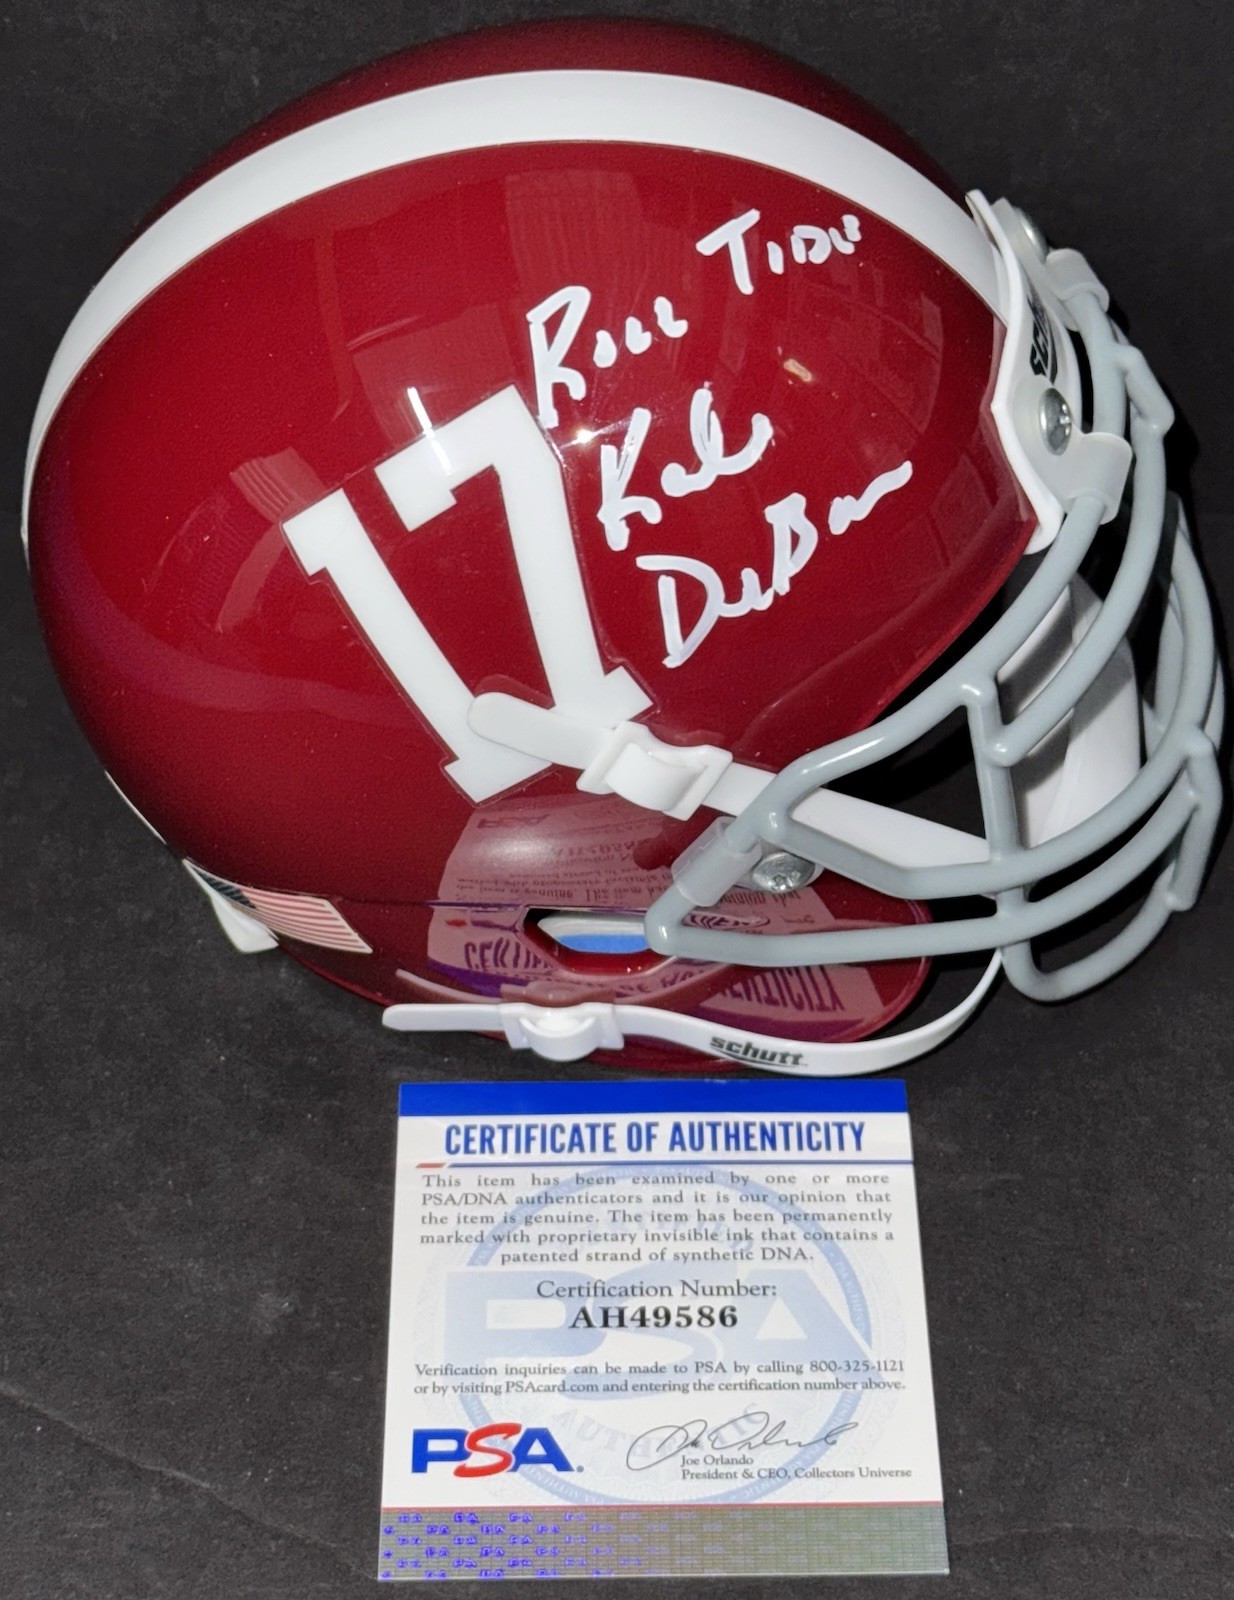 Roll Tide
Kalen
DeBoer
17
schutt
CERTIFICATE OF AUTHENTICITY
This item has been examined by one or more
PSA/DNA authenticators and it is our opinion that
the item is genuine. The item has been permanently
marked with proprietary invisible ink that contains a
patented strand of synthetic DNA.
Certification Number:
AH49586
Verification inquiries can be made to PSA by calling 800-325-1121
or by visiting PSAcard.com and entering the certification number above.
PSA
Joe Orlando
President & CEO, Collectors Universe